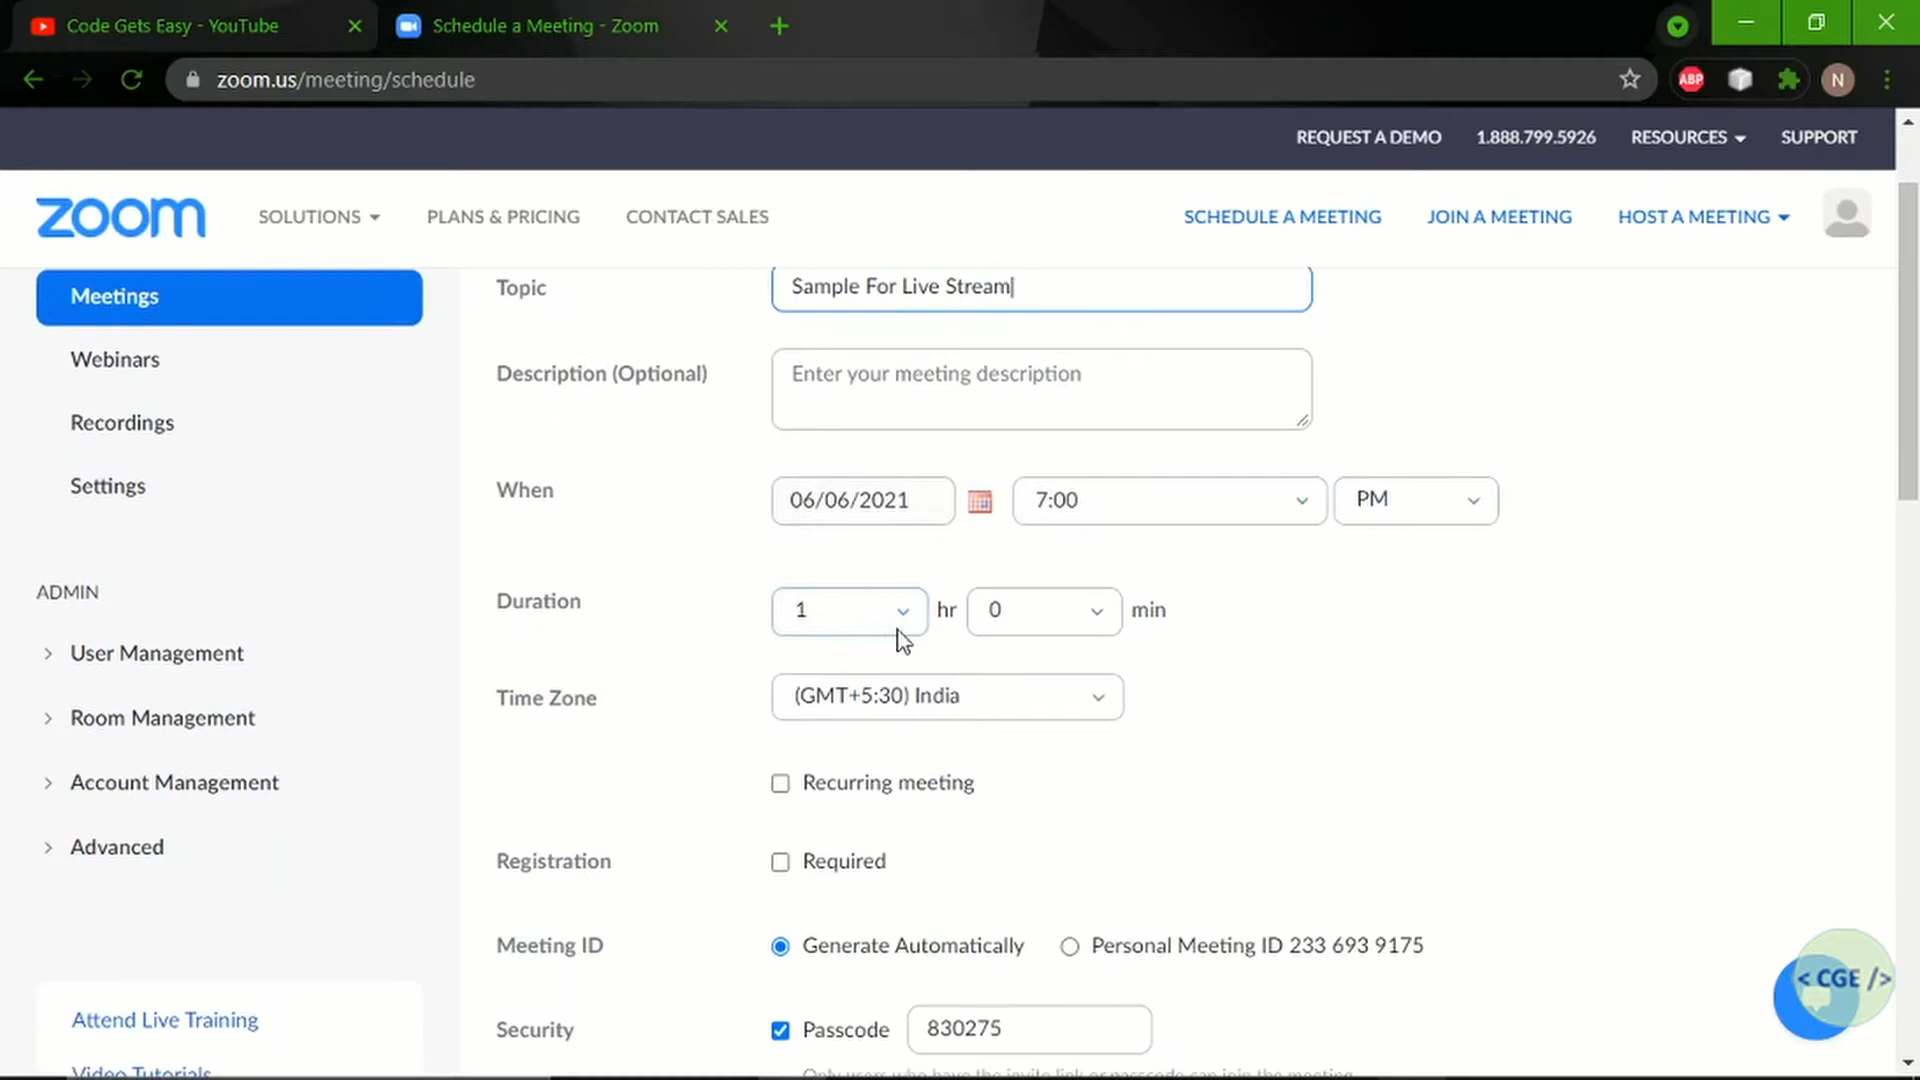 Code Gets Easy - YouTube
Schedule a Meeting - Zoom
zoom.us/meeting/schedule
ABP
N
REQUEST A DEMO
1.888.799.5926
RESOURCES
SUPPORT
zoom
SOLUTIONS
PLANS & PRICING
CONTACT SALES
SCHEDULE A MEETING
JOIN A MEETING
HOST A MEETING
Meetings
Webinars
Recordings
Settings
ADMIN
User Management
Room Management
Account Management
Advanced
Attend Live Training
Video Tutorials
Topic
Sample For Live Stream
Description (Optional)
Enter your meeting description
When
06/06/2021
7:00
PM
Duration
1
hr
0
min
Time Zone
(GMT+5:30) India
Recurring meeting
Registration
Required
Meeting ID
Generate Automatically
Personal Meeting ID 233 693 9175
Security
Passcode
830275
Only users who have the invite link or passcode can join the meeting
< CGE />